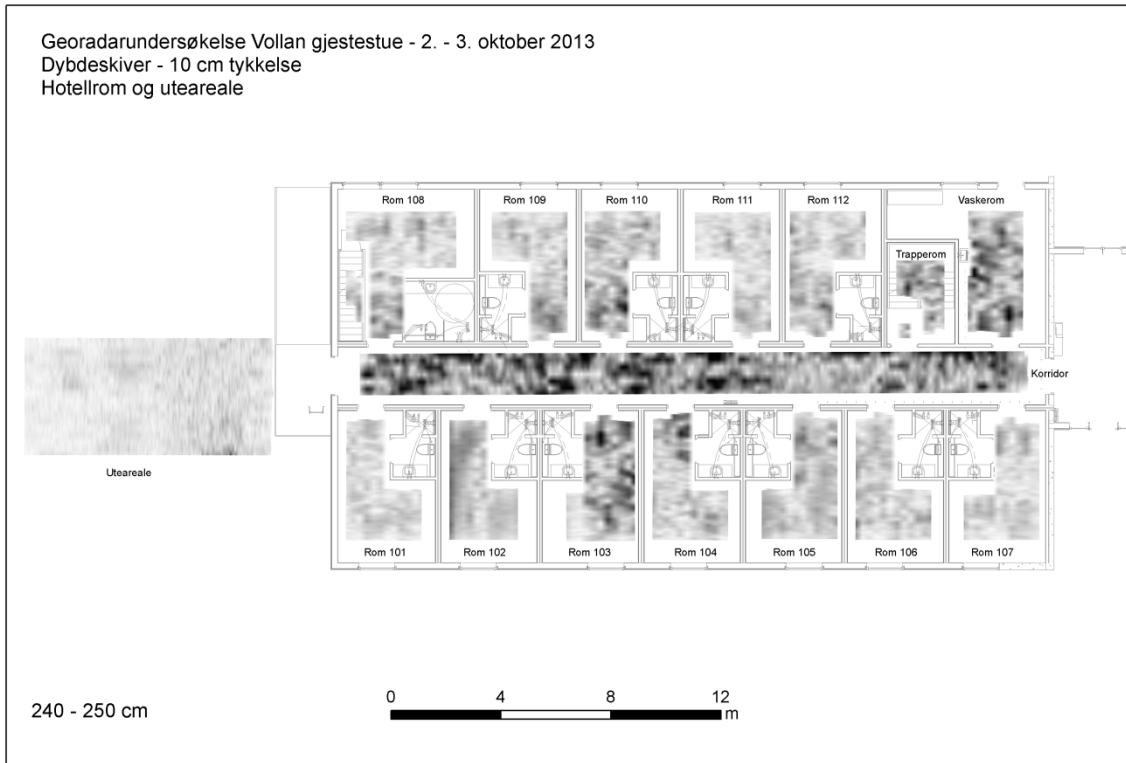 Georadarundersøkelse Vollan gjestestue - 2. - 3. oktober 2013
Dybdeskiver - 10 cm tykkelse
Hotellrom og uteareale
Rom 108 Rom 109 Rom 110 Rom 111 Rom 112 Vaskerom
Trapperom
Korridor
Uteareale
Rom 101 Rom 102 Rom 103 Rom 104 Rom 105 Rom 106 Rom 107
240 - 250 cm
0 4 8 12
m